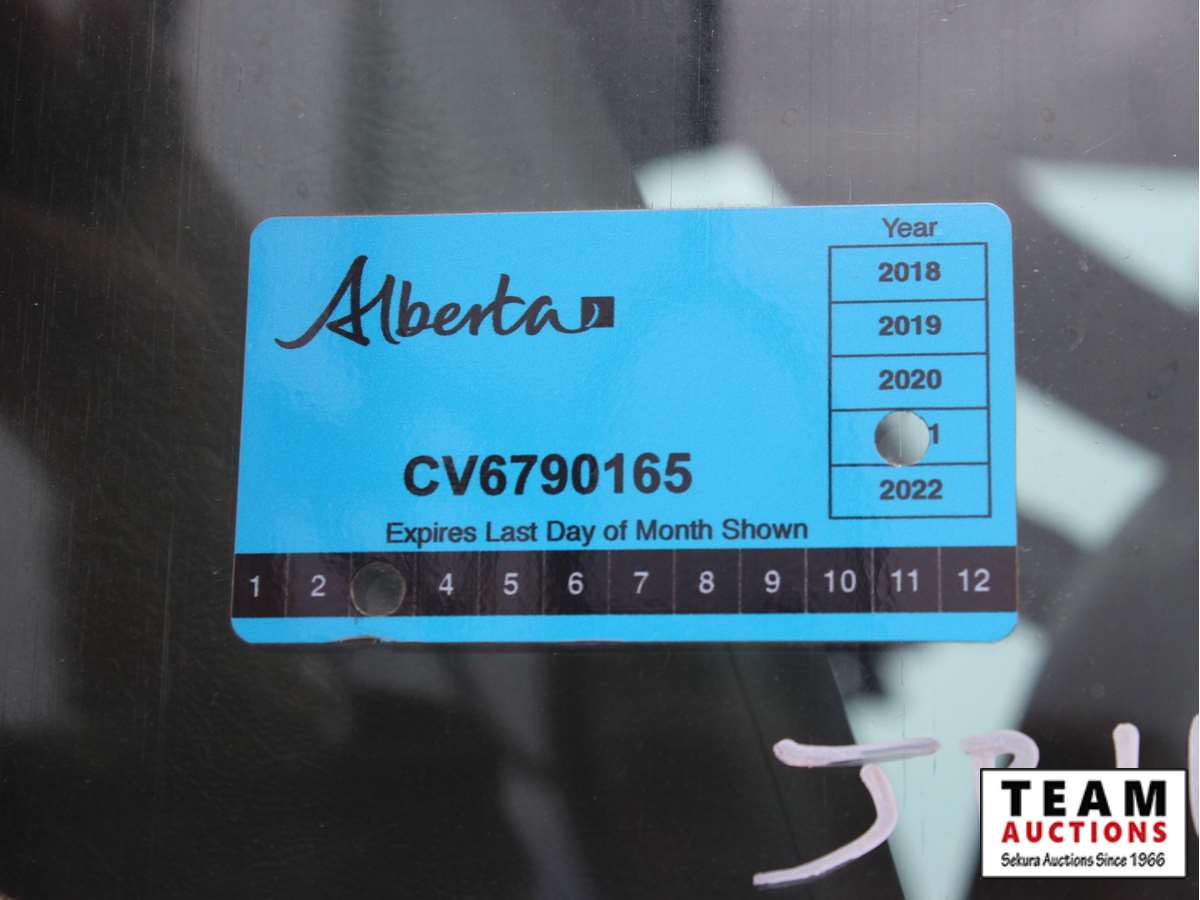 Year
Alberta
2018
2019
2020
1
2022
CV6790165
Expires Last Day of Month Shown
1 2 4 5 6 7 8 9 10 11 12
TEAM
AUCTIONS
Sekura Auctions Since 1966